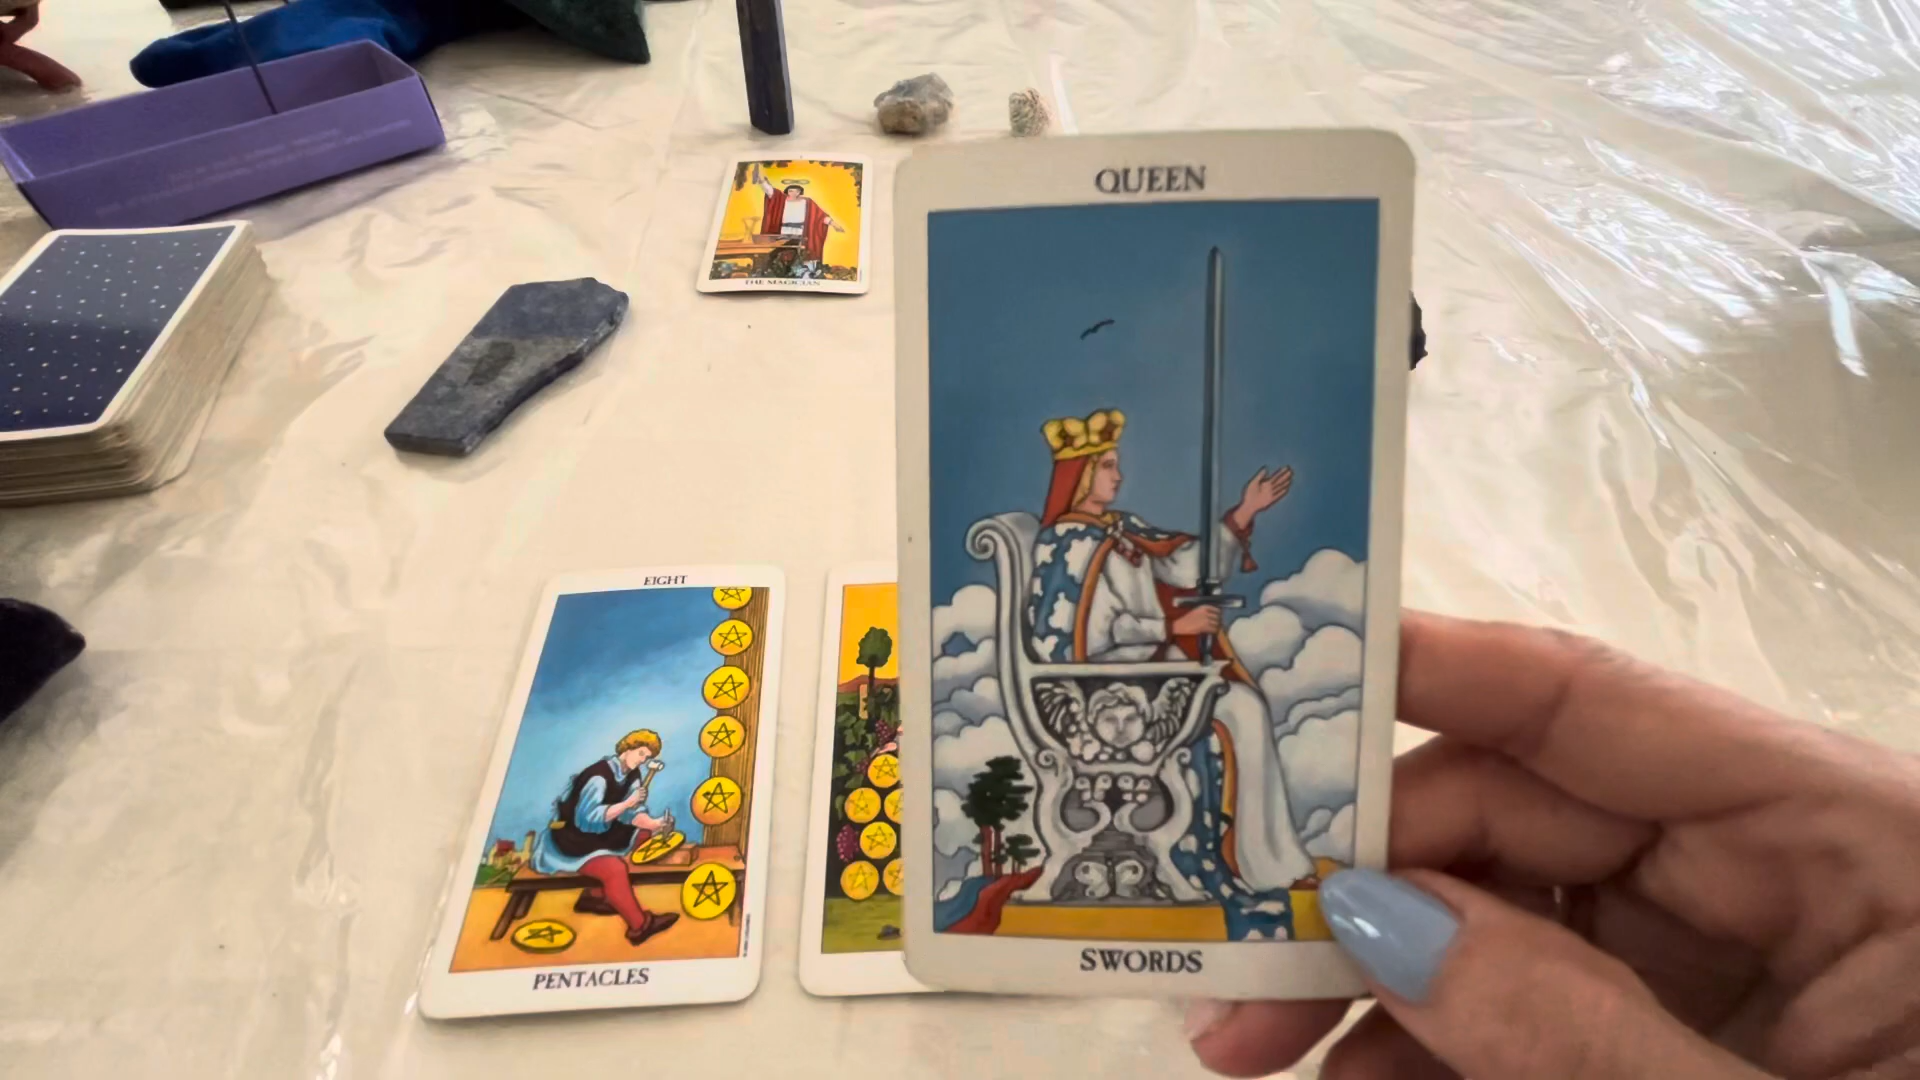 THE MAGICIAN
QUEEN
SWORDS
EIGHT
PENTACLES